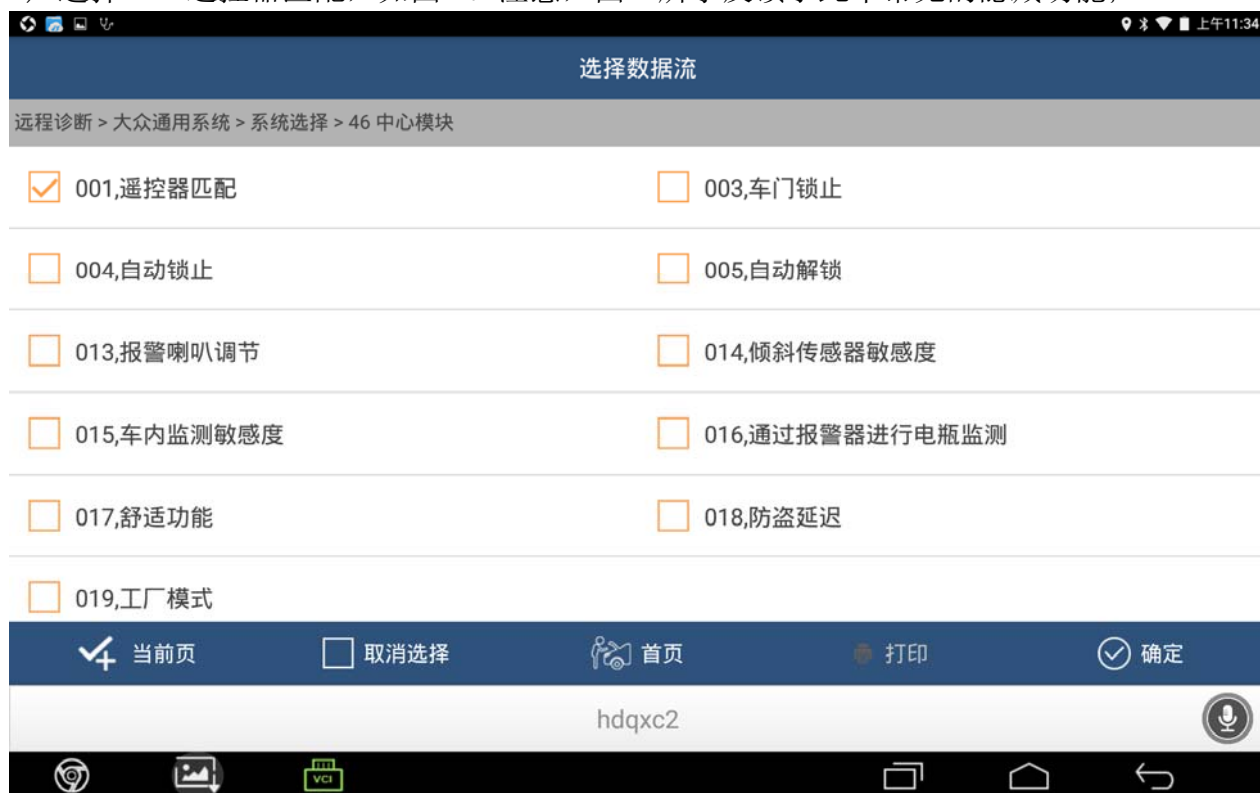 上午11:34
选择数据流
远程诊断 > 大众通用系统 > 系统选择 > 46 中心模块
001,遥控器匹配
003,车门锁止
004,自动锁止
005,自动解锁
013,报警喇叭调节
014,倾斜传感器敏感度
015,车内监测敏感度
016,通过报警器进行电瓶监测
017,舒适功能
018,防盗延迟
019,工厂模式
当前页 取消选择 首页 打印 确定
hdqxc2
VCI